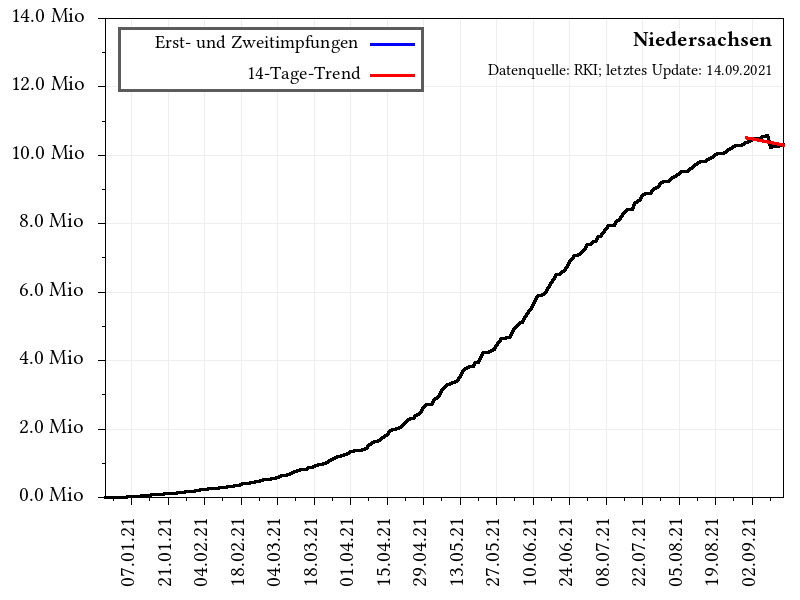 14.0 Mio
12.0 Mio
10.0 Mio
8.0 Mio
6.0 Mio
4.0 Mio
2.0 Mio
0.0 Mio
Erst- und Zweitimpfungen
14-Tage-Trend
Niedersachsen
Datenquelle: RKI; letztes Update: 14.09.2021
07.01.21
21.01.21
04.02.21
18.02.21
04.03.21
18.03.21
01.04.21
15.04.21
29.04.21
13.05.21
27.05.21
10.06.21
24.06.21
08.07.21
22.07.21
05.08.21
19.08.21
02.09.21